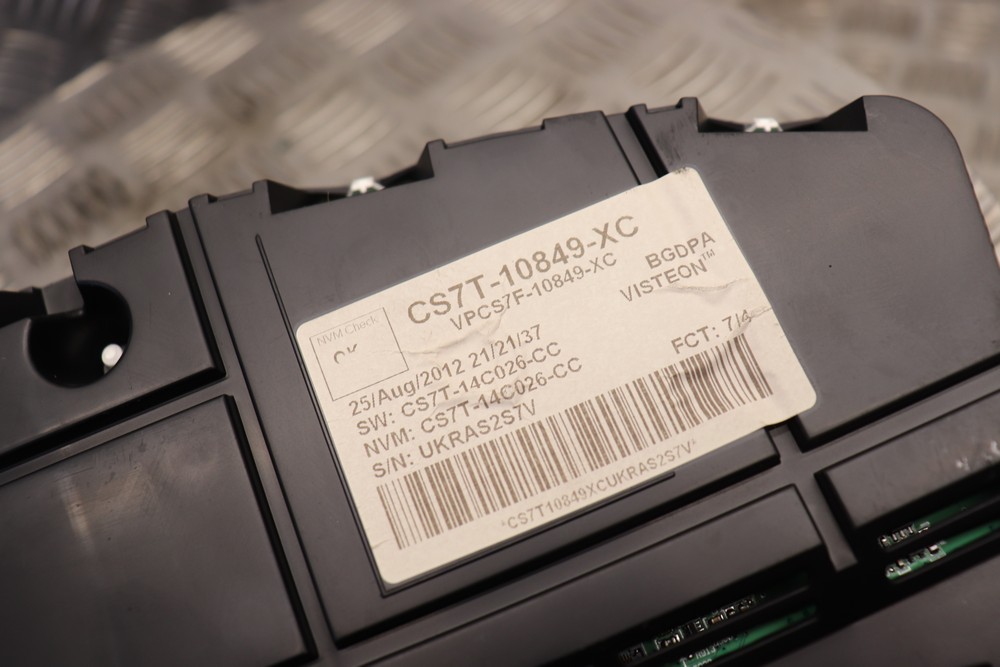 CS7T-10849-XC
VPCS7F-10849-XC
BGDPA
VISTEON™
NVM Check
OK
25/Aug/2012 21/21/37
SW: CS7T-14C026-CC
NVM: CS7T-14C026-CC
S/N: UKRAS2S7V
FCT: 7/4
*CS7T10849XCUKRAS2S7V*